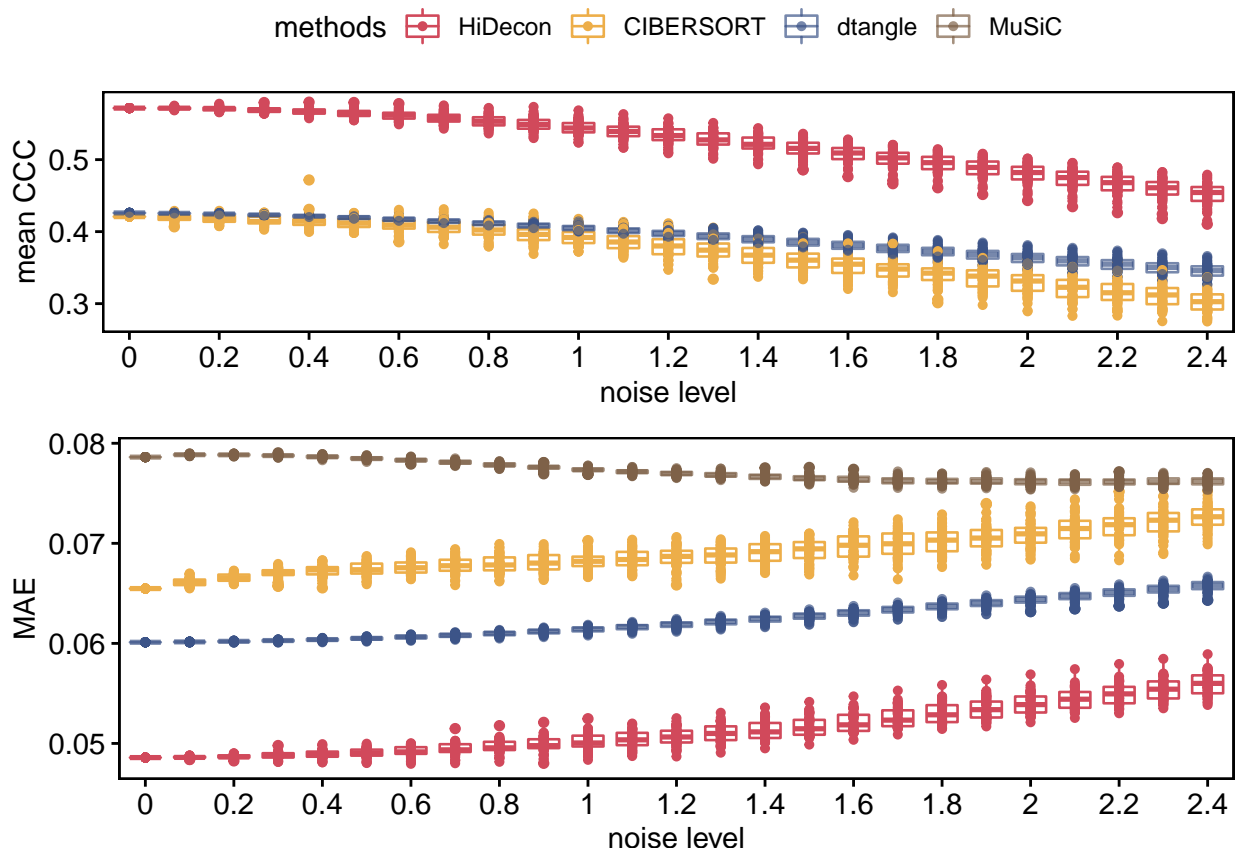 methods HiDecon CIBERSORT dtangle MuSiC
mean CCC
0.5
0.4
0.3
0 0.2 0.4 0.6 0.8 1 1.2 1.4 1.6 1.8 2 2.2 2.4
noise level
MAE
0.08
0.07
0.06
0.05
0 0.2 0.4 0.6 0.8 1 1.2 1.4 1.6 1.8 2 2.2 2.4
noise level